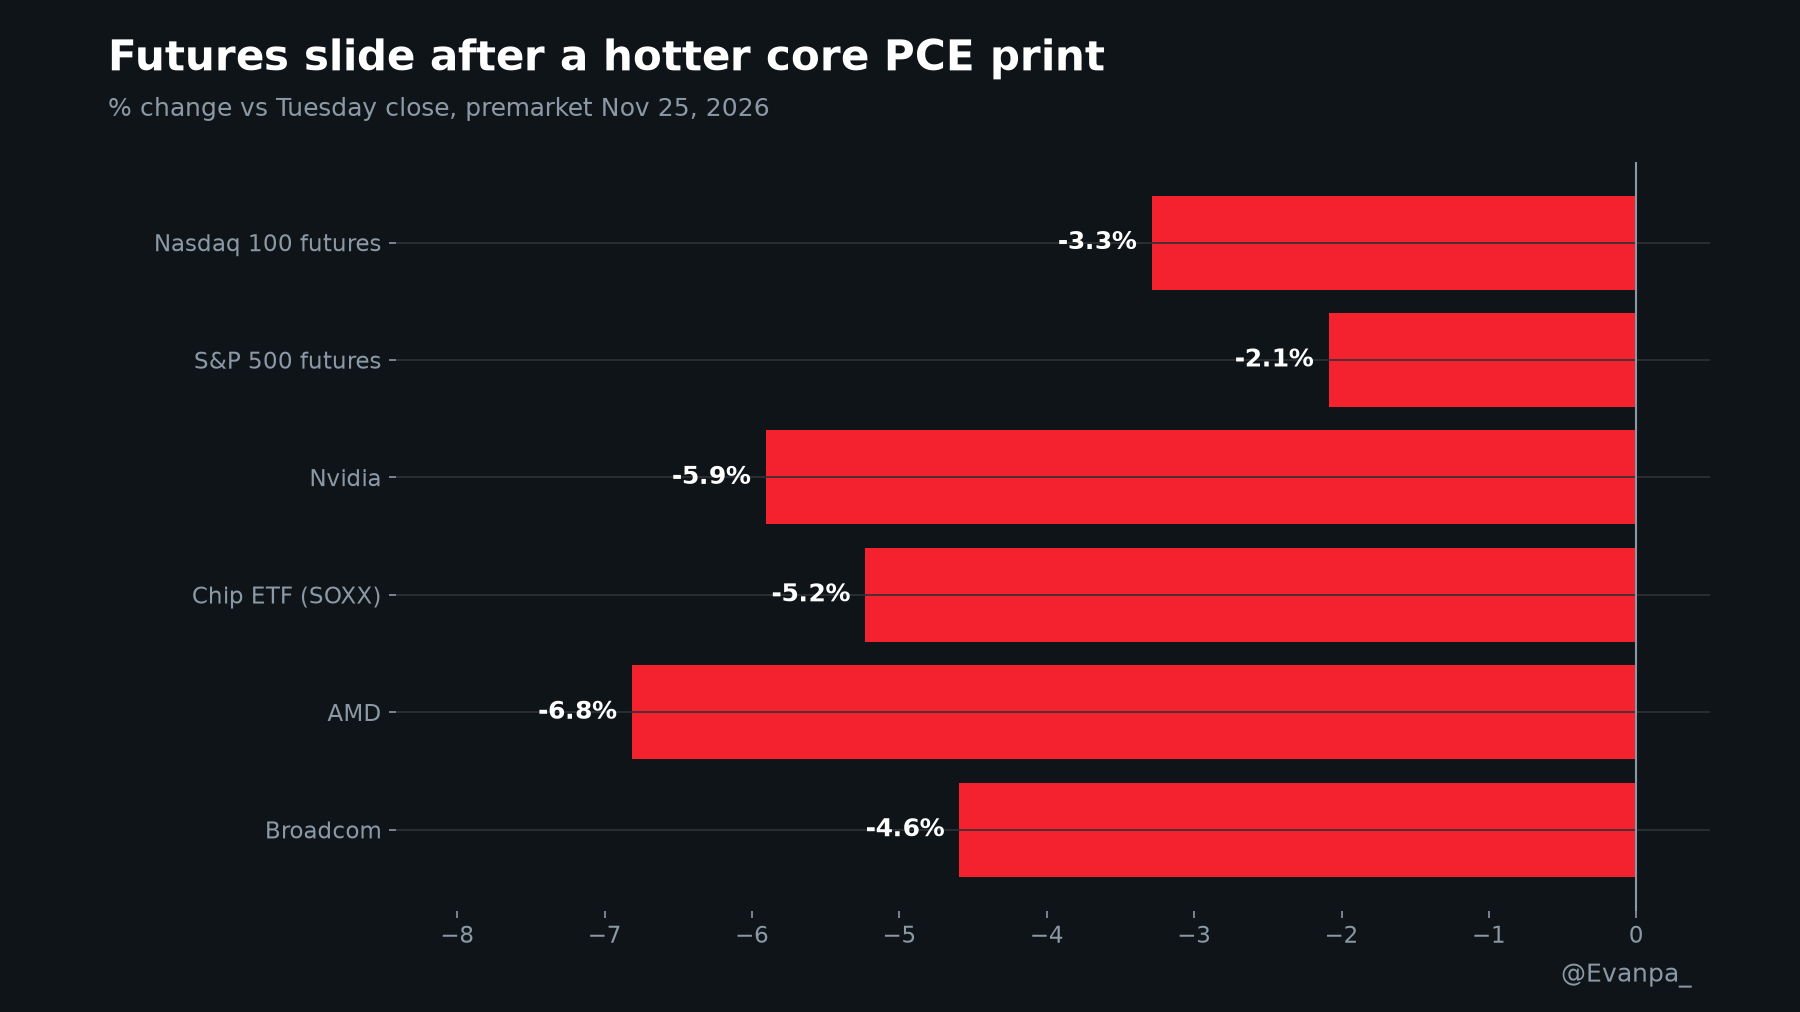 Futures slide after a hotter core PCE print
% change vs Tuesday close, premarket Nov 25, 2026
Nasdaq 100 futures -3.3%
S&P 500 futures -2.1%
Nvidia -5.9%
Chip ETF (SOXX) -5.2%
AMD -6.8%
Broadcom -4.6%
−8 −7 −6 −5 −4 −3 −2 −1 0
@Evanpa_